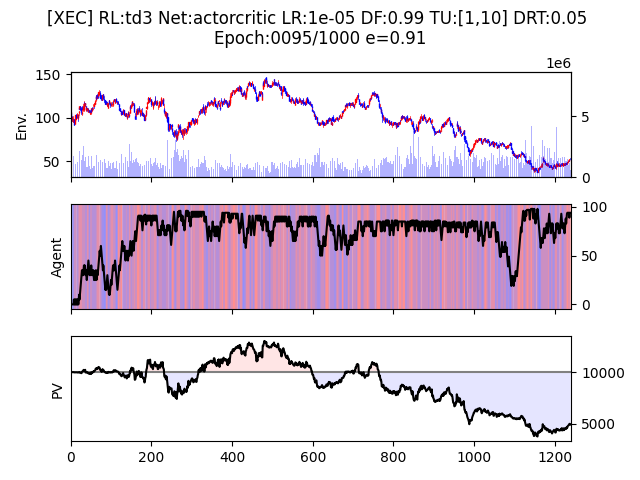 [XEC] RL:td3 Net:actorcritic LR:1e-05 DF:0.99 TU:[1,10] DRT:0.05
Epoch:0095/1000 e=0.91
1e6
150
100
50
Env.
5
0
Agent
100
50
0
PV
10000
5000
0 200 400 600 800 1000 1200